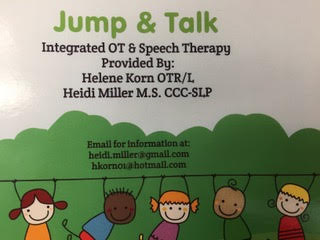 Jump & Talk
Integrated OT & Speech Therapy
Provided By:
Helene Korn OTR/L
Heidi Miller M.S. CCC-SLP
Email for information at:
heidi.miller@gmail.com
hkorn01@hotmail.com